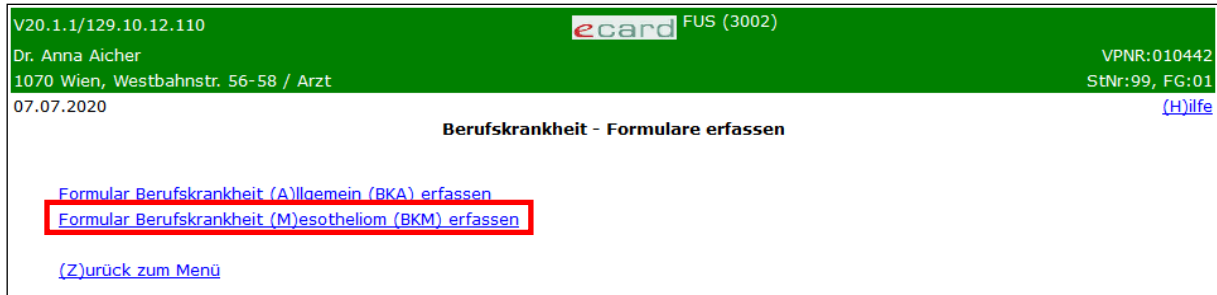 V20.1.1/129.10.12.110 ecard FUS (3002)
Dr. Anna Aicher VPNR:010442
1070 Wien, Westbahnstr. 56-58 / Arzt StNr:99, FG:01
07.07.2020 (H)ilfe
Berufskrankheit - Formulare erfassen
Formular Berufskrankheit (A)llgemein (BKA) erfassen
Formular Berufskrankheit (M)esotheliom (BKM) erfassen
(Z)urück zum Menü